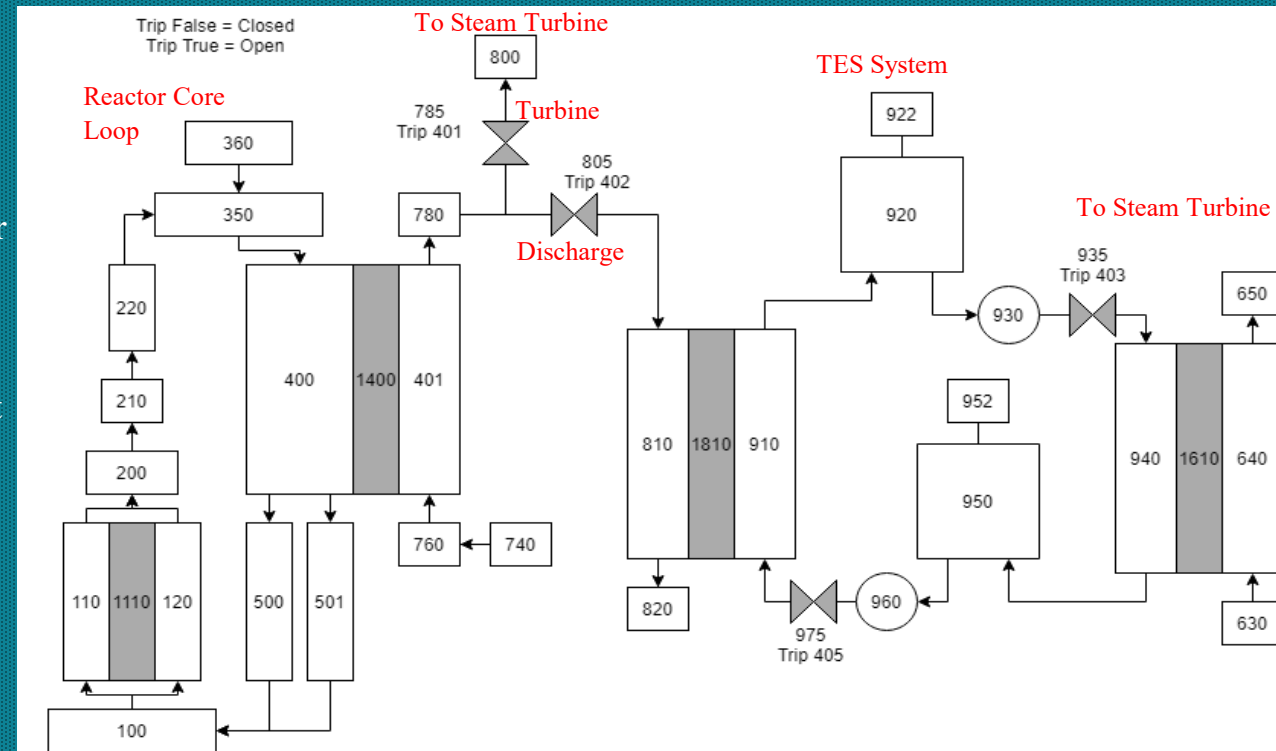 Trip False = Closed
Trip True = Open
To Steam Turbine
800
TES System
Reactor Core
Loop
785
Trip 401
Turbine
922
360
805
Trip 402
350
780
920
To Steam Turbine
Discharge
935
Trip 403
220
930
650
400
1400
401
210
952
810
1810
910
940
1610
640
200
950
760
740
110
1110
120
500
501
820
960
630
975
Trip 405
100